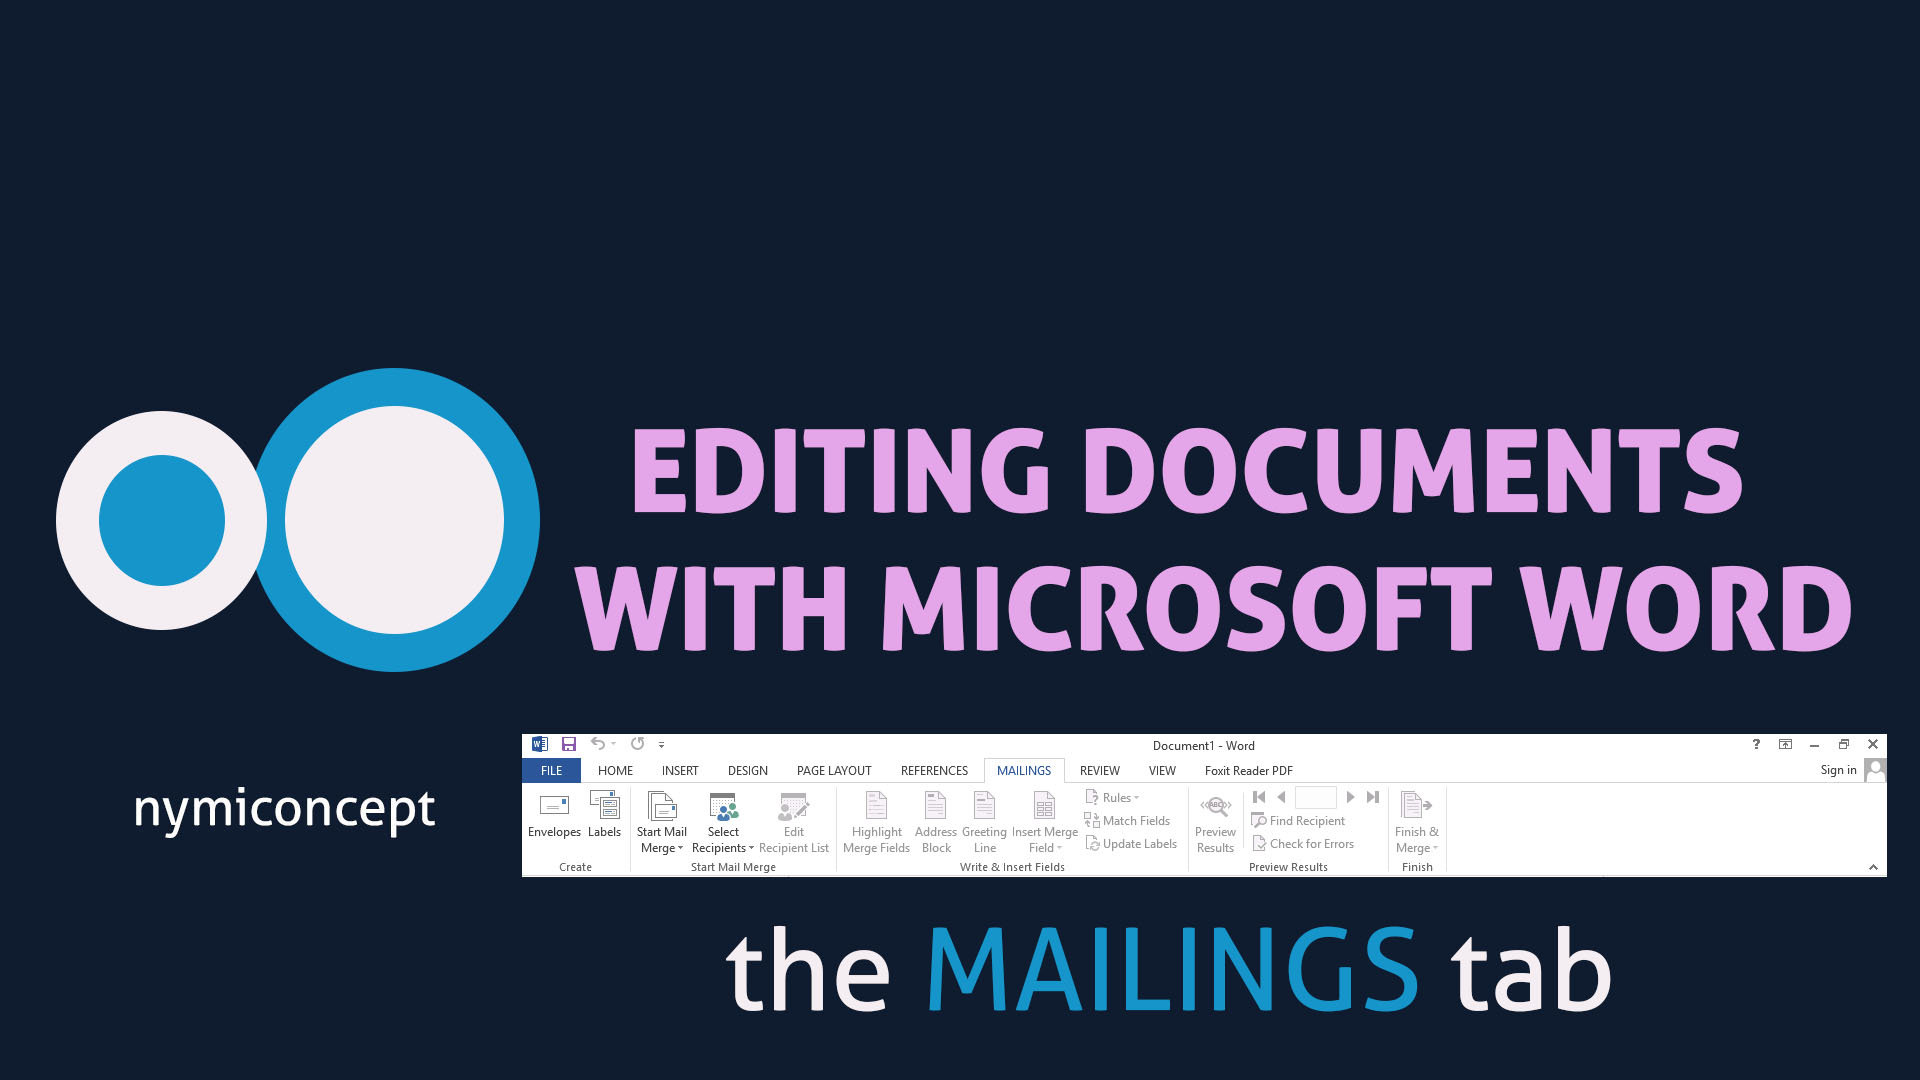 EDITING DOCUMENTS
WITH MICROSOFT WORD
nymiconcept
Document1 - Word
?
FILE HOME INSERT DESIGN PAGE LAYOUT REFERENCES MAILINGS REVIEW VIEW Foxit Reader PDF Sign in
Envelopes Labels
Create
Start Mail Merge
Select Recipients
Edit Recipient List
Start Mail Merge
Highlight Merge Fields
Address Block
Greeting Line
Insert Merge Field
Rules
Match Fields
Update Labels
Write & Insert Fields
ABC
Preview Results
Find Recipient
Check for Errors
Preview Results
Finish & Merge
Finish
the MAILINGS tab